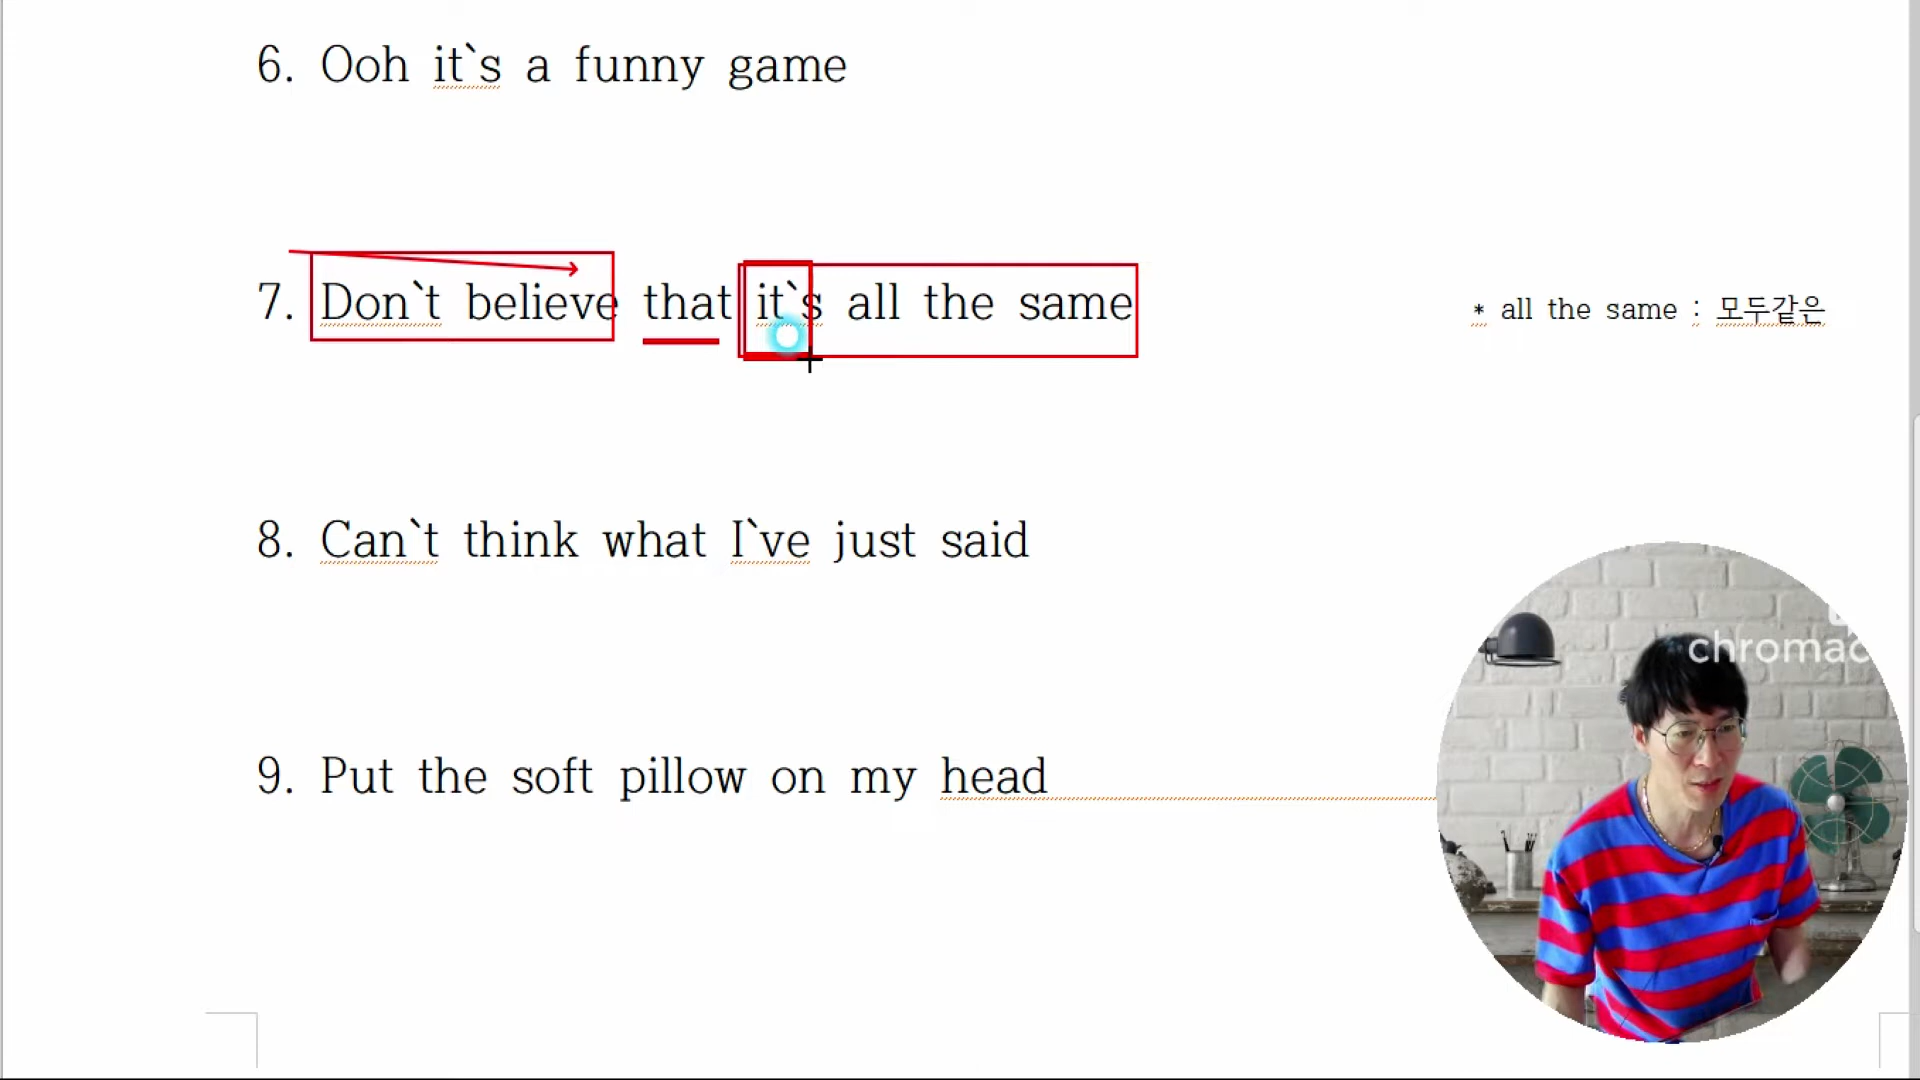 6. Ooh it`s a funny game
7. Don`t believe that it`s all the same
* all the same : 모두같은
8. Can`t think what I`ve just said
9. Put the soft pillow on my head